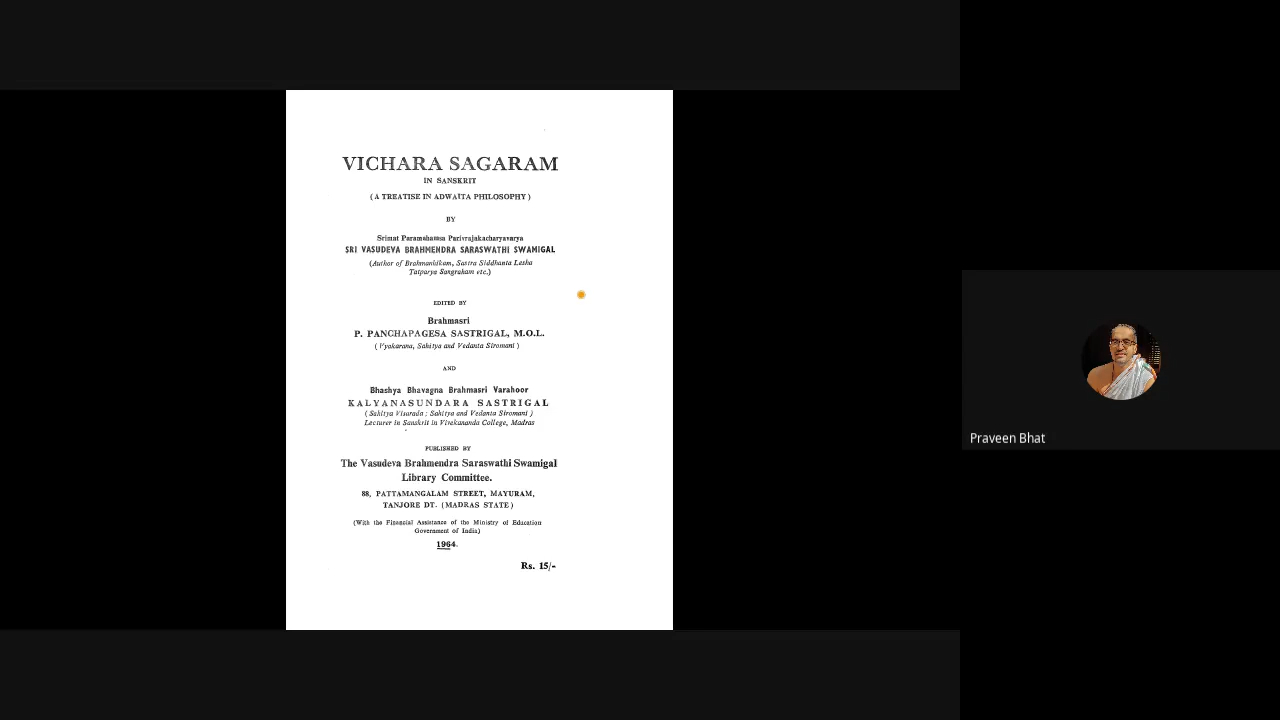 VICHARA SAGARAM
IN SANSKRIT
(A TREATISE IN ADWAITA PHILOSOPHY)
BY
Srimat Paramahamsa Parivrajakacharyavarya
SRI VASUDEVA BRAHMENDRA SARASWATHI SWAMIGAL
(Author of Brahmanhikam, Sastra Siddhanta Lesha
Tatparya Sangraham etc.)
EDITED BY
Brahmasri
P. PANCHAPAGESA SASTRIGAL, M.O.L.
(Vyakarana, Sahitya and Vedanta Siromani)
AND
Bhashya Bhavagna Brahmasri Varahoor
KALYANASUNDARA SASTRIGAL
(Sahitya Visarada ; Sahitya and Vedanta Siromani)
Lecturer in Sanskrit in Vivekananda College, Madras
PUBLISHED BY
The Vasudeva Brahmendra Saraswathi Swamigal
Library Committee.
88, PATTAMANGALAM STREET, MAYURAM,
TANJORE DT. (MADRAS STATE)
(With the Financial Assistance of the Ministry of Education
Government of India)
1964.
Rs. 15/-
Praveen Bhat